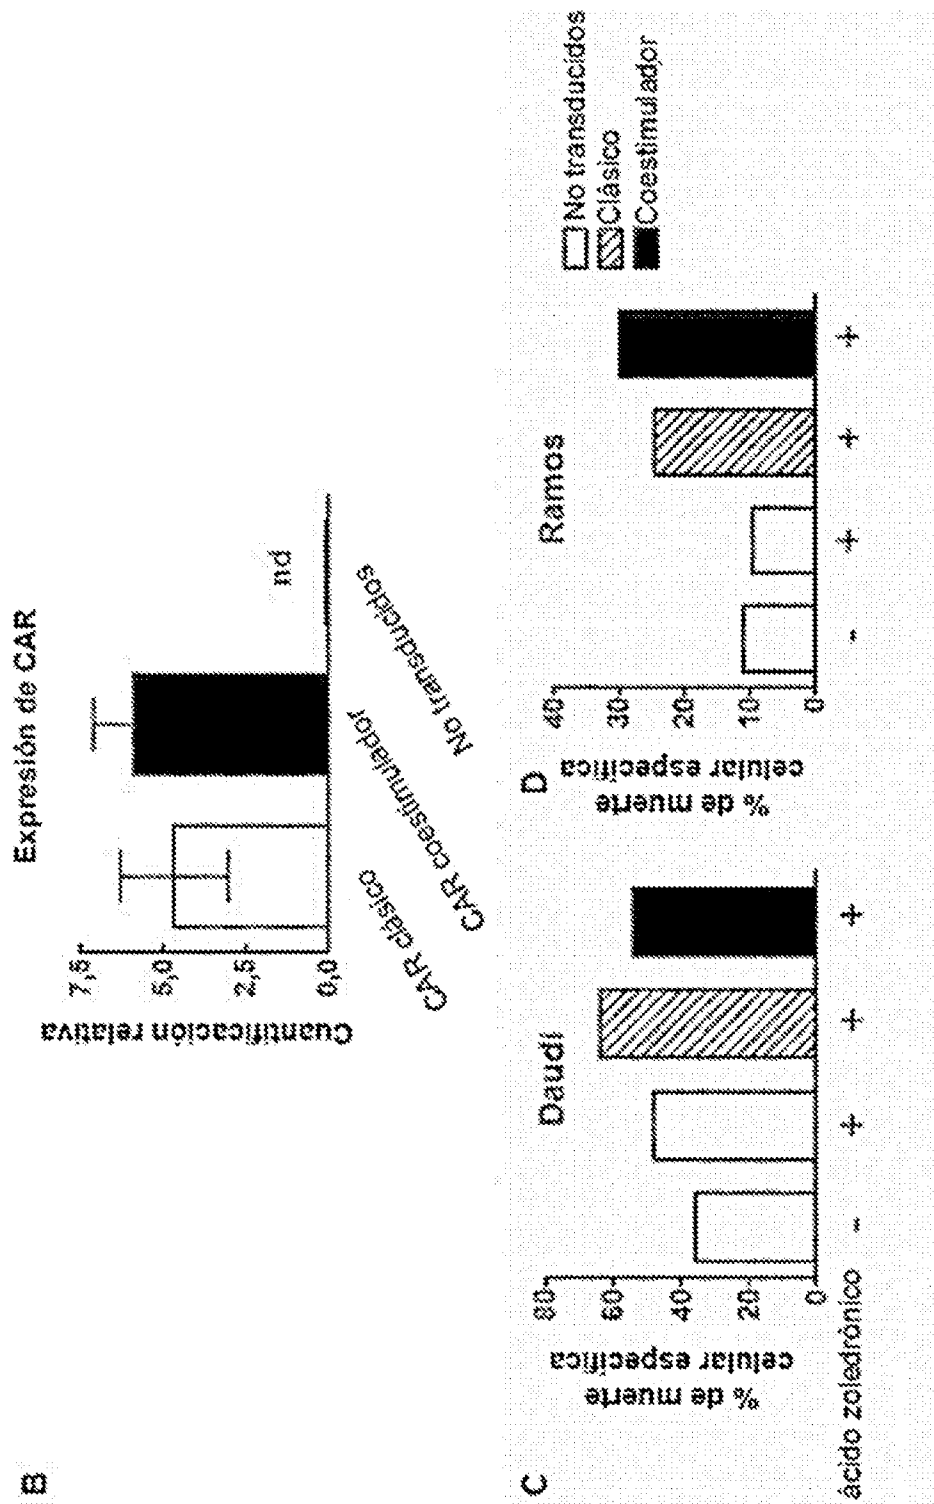 B
Expresión de CAR
Cuantificación relativa
7,5
5,0
2,5
0,0
nd
CAR clásico
CAR coestimulador
No transducidos
C
Daudi
% de muerte
celular específica
80
60
40
20
0
ácido zoledrónico
-
+
+
+
D
Ramos
% de muerte
celular específica
40
30
20
10
0
-
+
+
+
No transducidos
Clásico
Coestimulador